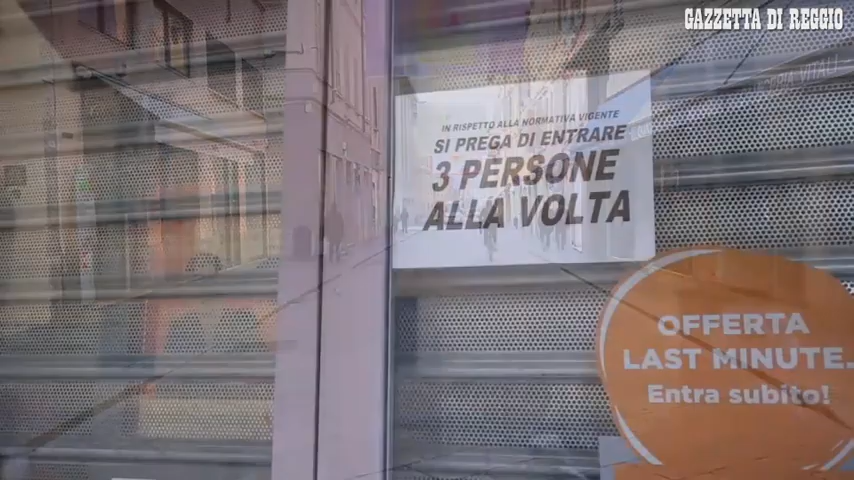 GAZZETTA DI REGGIO
IN RISPETTO ALLA NORMATIVA VIGENTE
SI PREGA DI ENTRARE
3 PERSONE
ALLA VOLTA
OFFERTA
LAST MINUTE
Entra subito!